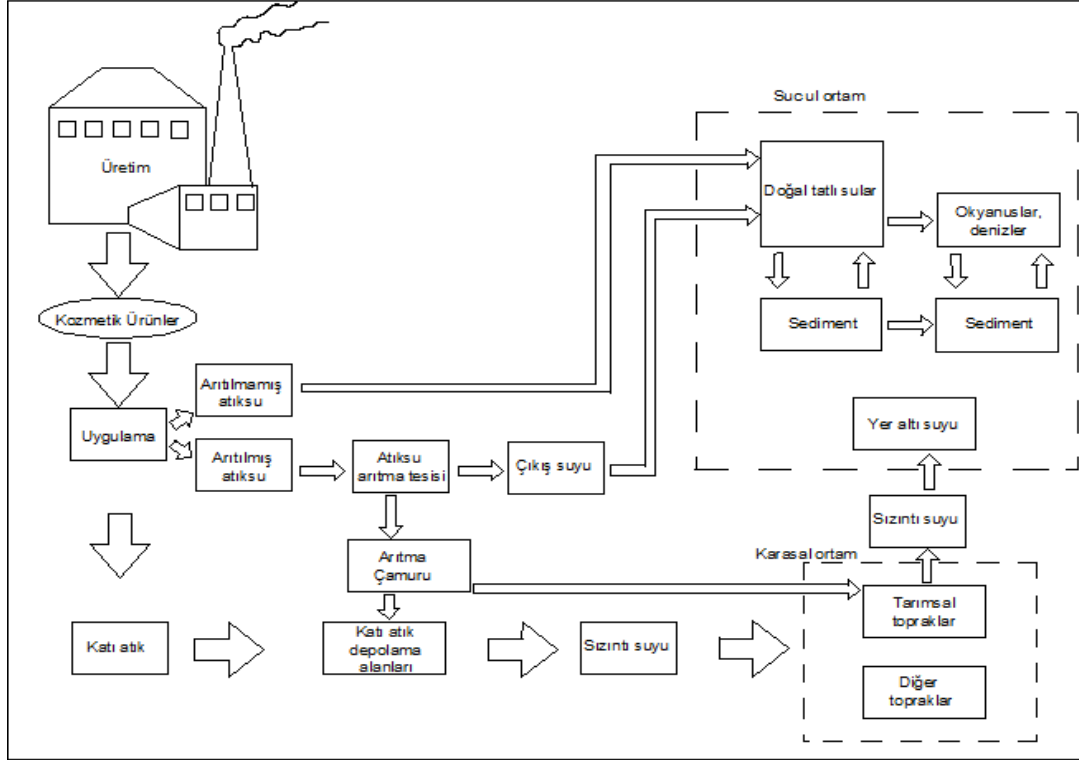 Sucul ortam
Üretim
Doğal tatlı sular
Okyanuslar,
denizler
Kozmetik Ürünler
Sediment
Sediment
Arıtılmamış
atıksu
Uygulama
Yer altı suyu
Arıtılmış
atıksu
Atıksu
arıtma tesisi
Çıkış suyu
Sızıntı suyu
Karasal ortam
Arıtma
Çamuru
Tarımsal
topraklar
Katı atık
Katı atık
depolama
alanları
Sızıntı suyu
Diğer
topraklar